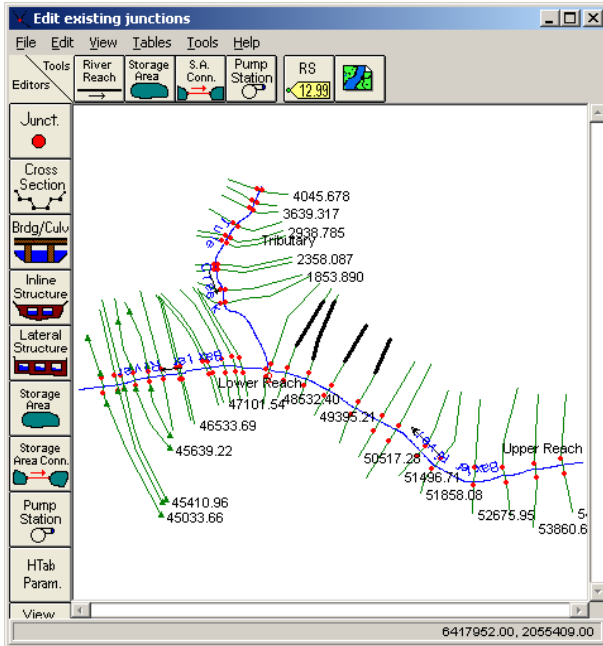 Edit existing junctions
File Edit View Tables Tools Help
Tools
Editors
River
Reach
Storage
Area
S.A.
Conn.
Pump
Station
RS
12.99
Junct.
Cross
Section
Brdg/Culv
Inline
Structure
Lateral
Structure
Storage
Area
Storage
Area Conn.
Pump
Station
HTab
Param.
View
4045.678
3639.317
2938.785
Tributary
2358.087
1853.890
Baxter River
Lower Reach
48532.40
47101.54
49395.21
46533.69
45639.22
Upper Reach
50517.28
Baxter River
51496.71
51858.08
45410.96
52675.95
45033.66
53860.6
6417952.00, 2055409.00